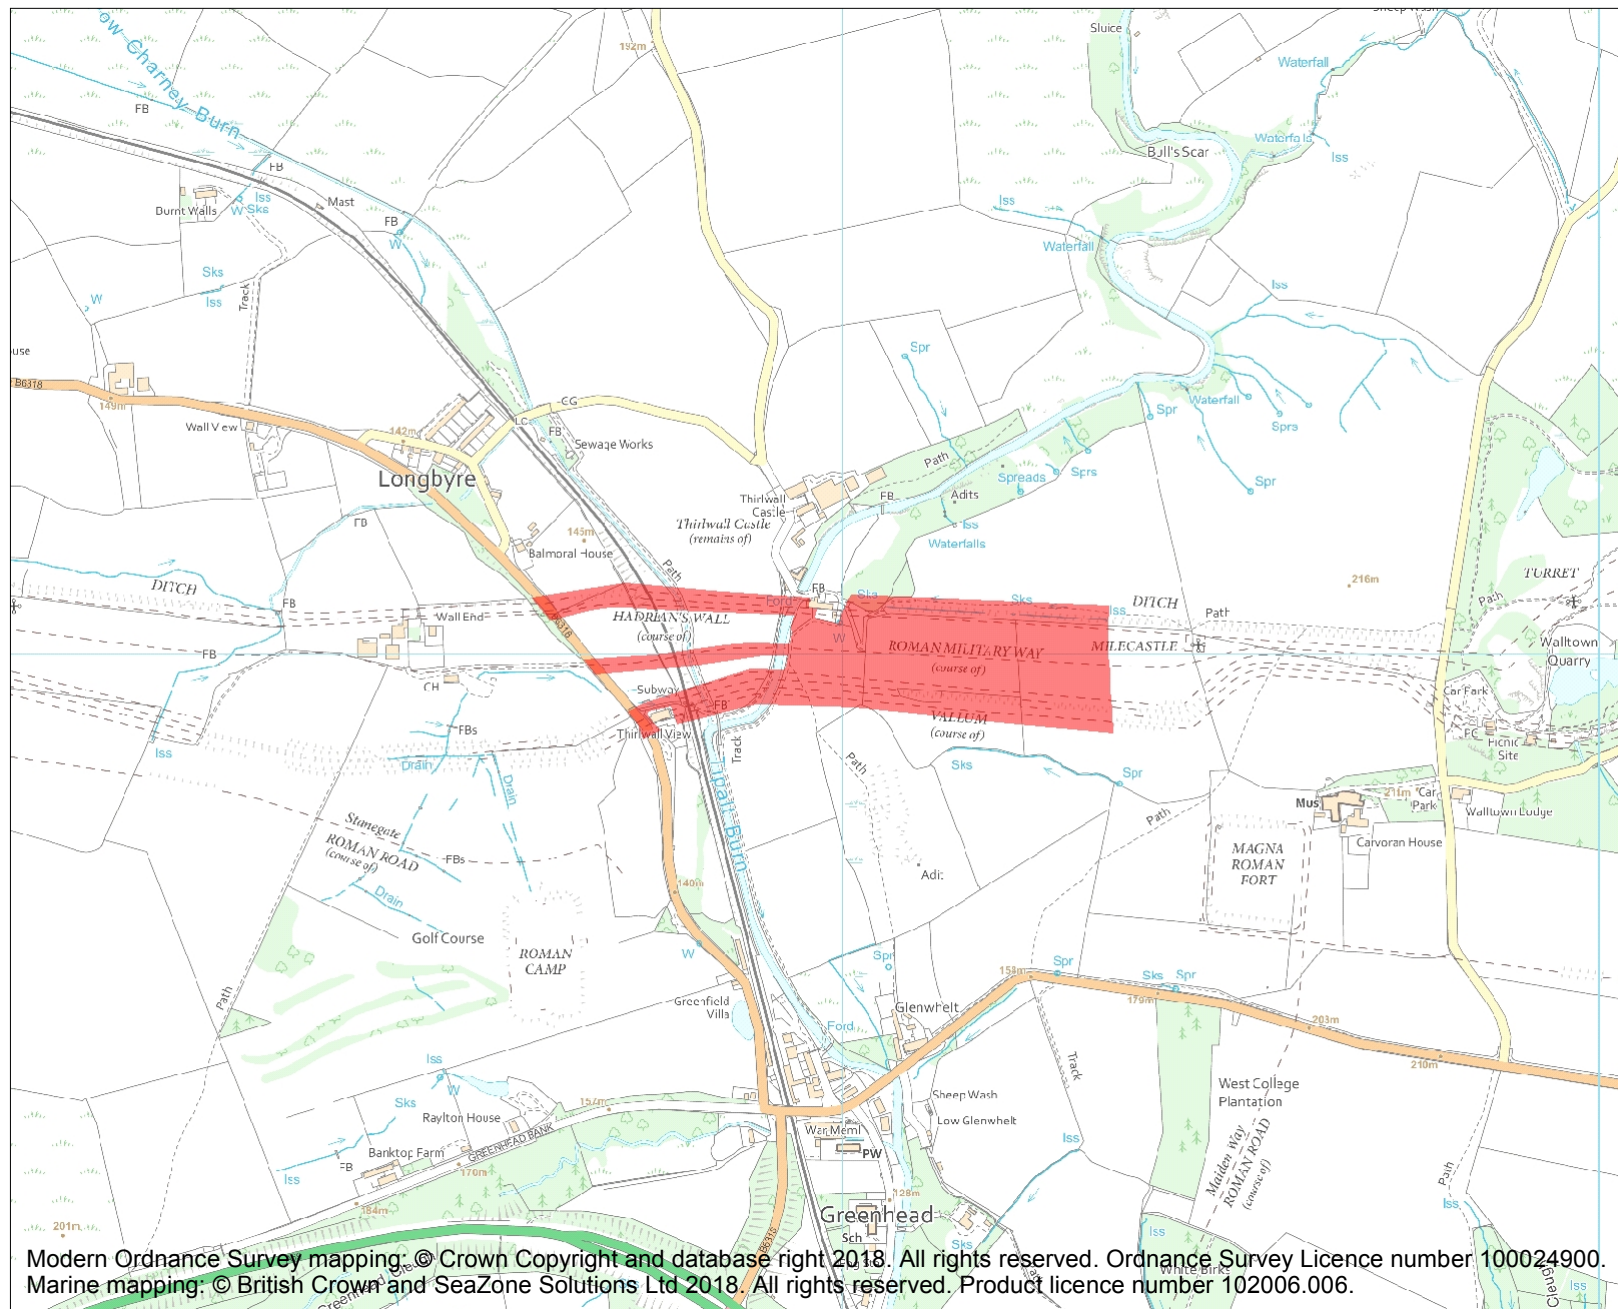 Sluice
192m
Waterfall
FB
Waterfalls
Bull's Scar
Iss
FB
Mast
Iss
W Sks
Burnt Walls
FB
W
Iss
Waterfall
Sks
Iss
Track
W
Iss
Spr
B6318
149m
Wall View
142m
LC
CG
FB
Sewage Works
Waterfall
Spr
Sprs
Longbyre
Path
Sprs
Spreads
Spr
Thirlwall
Castle
FB
Adits
Thirlwall Castle
(remains of)
Iss
Waterfalls
FB
145m
Balmoral House
Path
216m
TURRET
DITCH
FB
FB
Sks
Sks
Iss
DITCH
Path
Path
Wall End
HADRIAN'S WALL
(course of)
Ford
W
ROMAN MILITARY WAY
(course of)
MILECASTLE
Walltown
Quarry
FB
CH
Subway
FB
Car Park
FC
Picnic
Site
VALLUM
(course of)
Thirlwall View
Track
Iss
FBs
Drain
Drain
Path
Sks
Spr
Path
Mus
211m
Car
Park
Walltown Lodge
Stanegate
ROMAN ROAD
(course of)
FBs
Drain
Adit
MAGNA
ROMAN
FORT
Carvoran House
140m
Golf Course
ROMAN
CAMP
W
Spr
154m
Spr
Sks
Spr
179m
Path
Greenfield
Villa
Glenwhelt
Ford
203m
210m
Iss
W
Sks
Raylton House
157m
Track
West College
Plantation
Sheep Wash
Low Glenwhelt
War Meml
PW
Iss
Banktop Farm
GREENHEAD BANK
170m
FB
Iss
184m
Maiden Way
ROMAN ROAD
(course of)
Path
128m
Greenhead
Sch
Sks
Iss
Iss
201m
B6318
White Birks
Modern Ordnance Survey mapping: © Crown Copyright and database right 2018. All rights reserved. Ordnance Survey Licence number 100024900.
Marine mapping: © British Crown and SeaZone Solutions Ltd 2018. All rights reserved. Product licence number 102006.006.